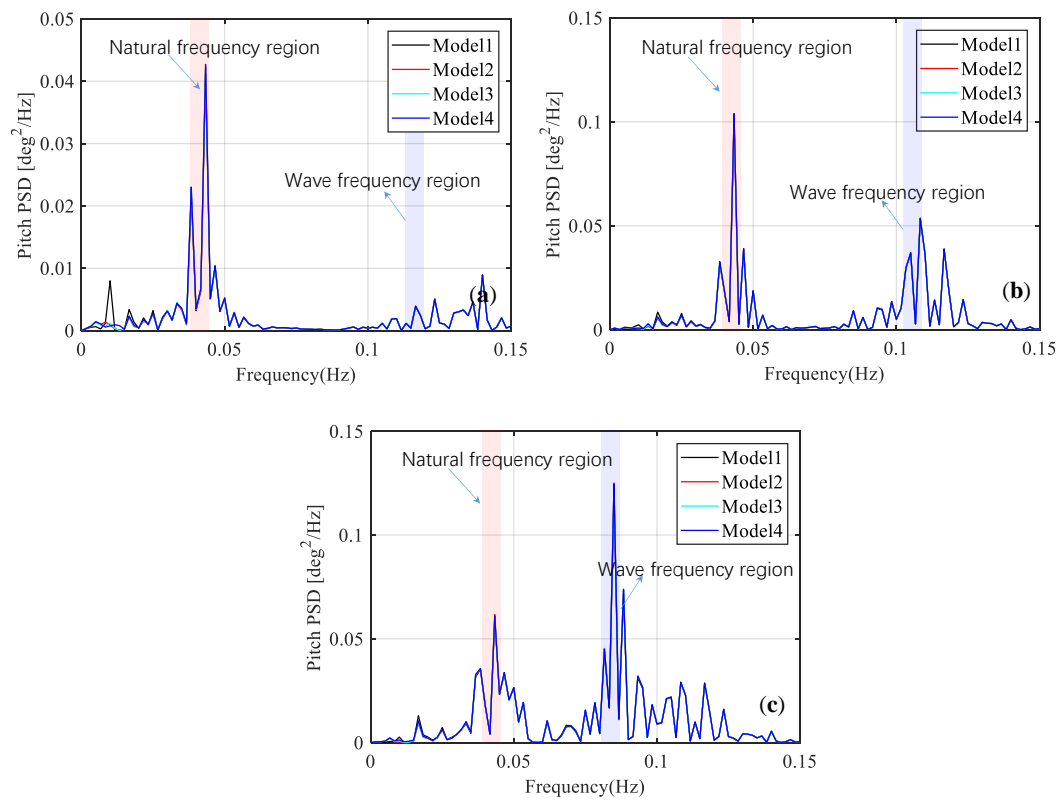 0.05
0.04
0.03
0.02
0.01
0
Pitch PSD [deg²/Hz]
Natural frequency region
Wave frequency region
Model1
Model2
Model3
Model4
(a)
0 0.05 0.1 0.15
Frequency(Hz)
0.15
0.1
0.05
0
Pitch PSD [deg²/Hz]
Natural frequency region
Wave frequency region
Model1
Model2
Model3
Model4
(b)
0 0.05 0.1 0.15
Frequency(Hz)
0.15
0.1
0.05
0
Pitch PSD [deg²/Hz]
Natural frequency region
Wave frequency region
Model1
Model2
Model3
Model4
(c)
0 0.05 0.1 0.15
Frequency(Hz)